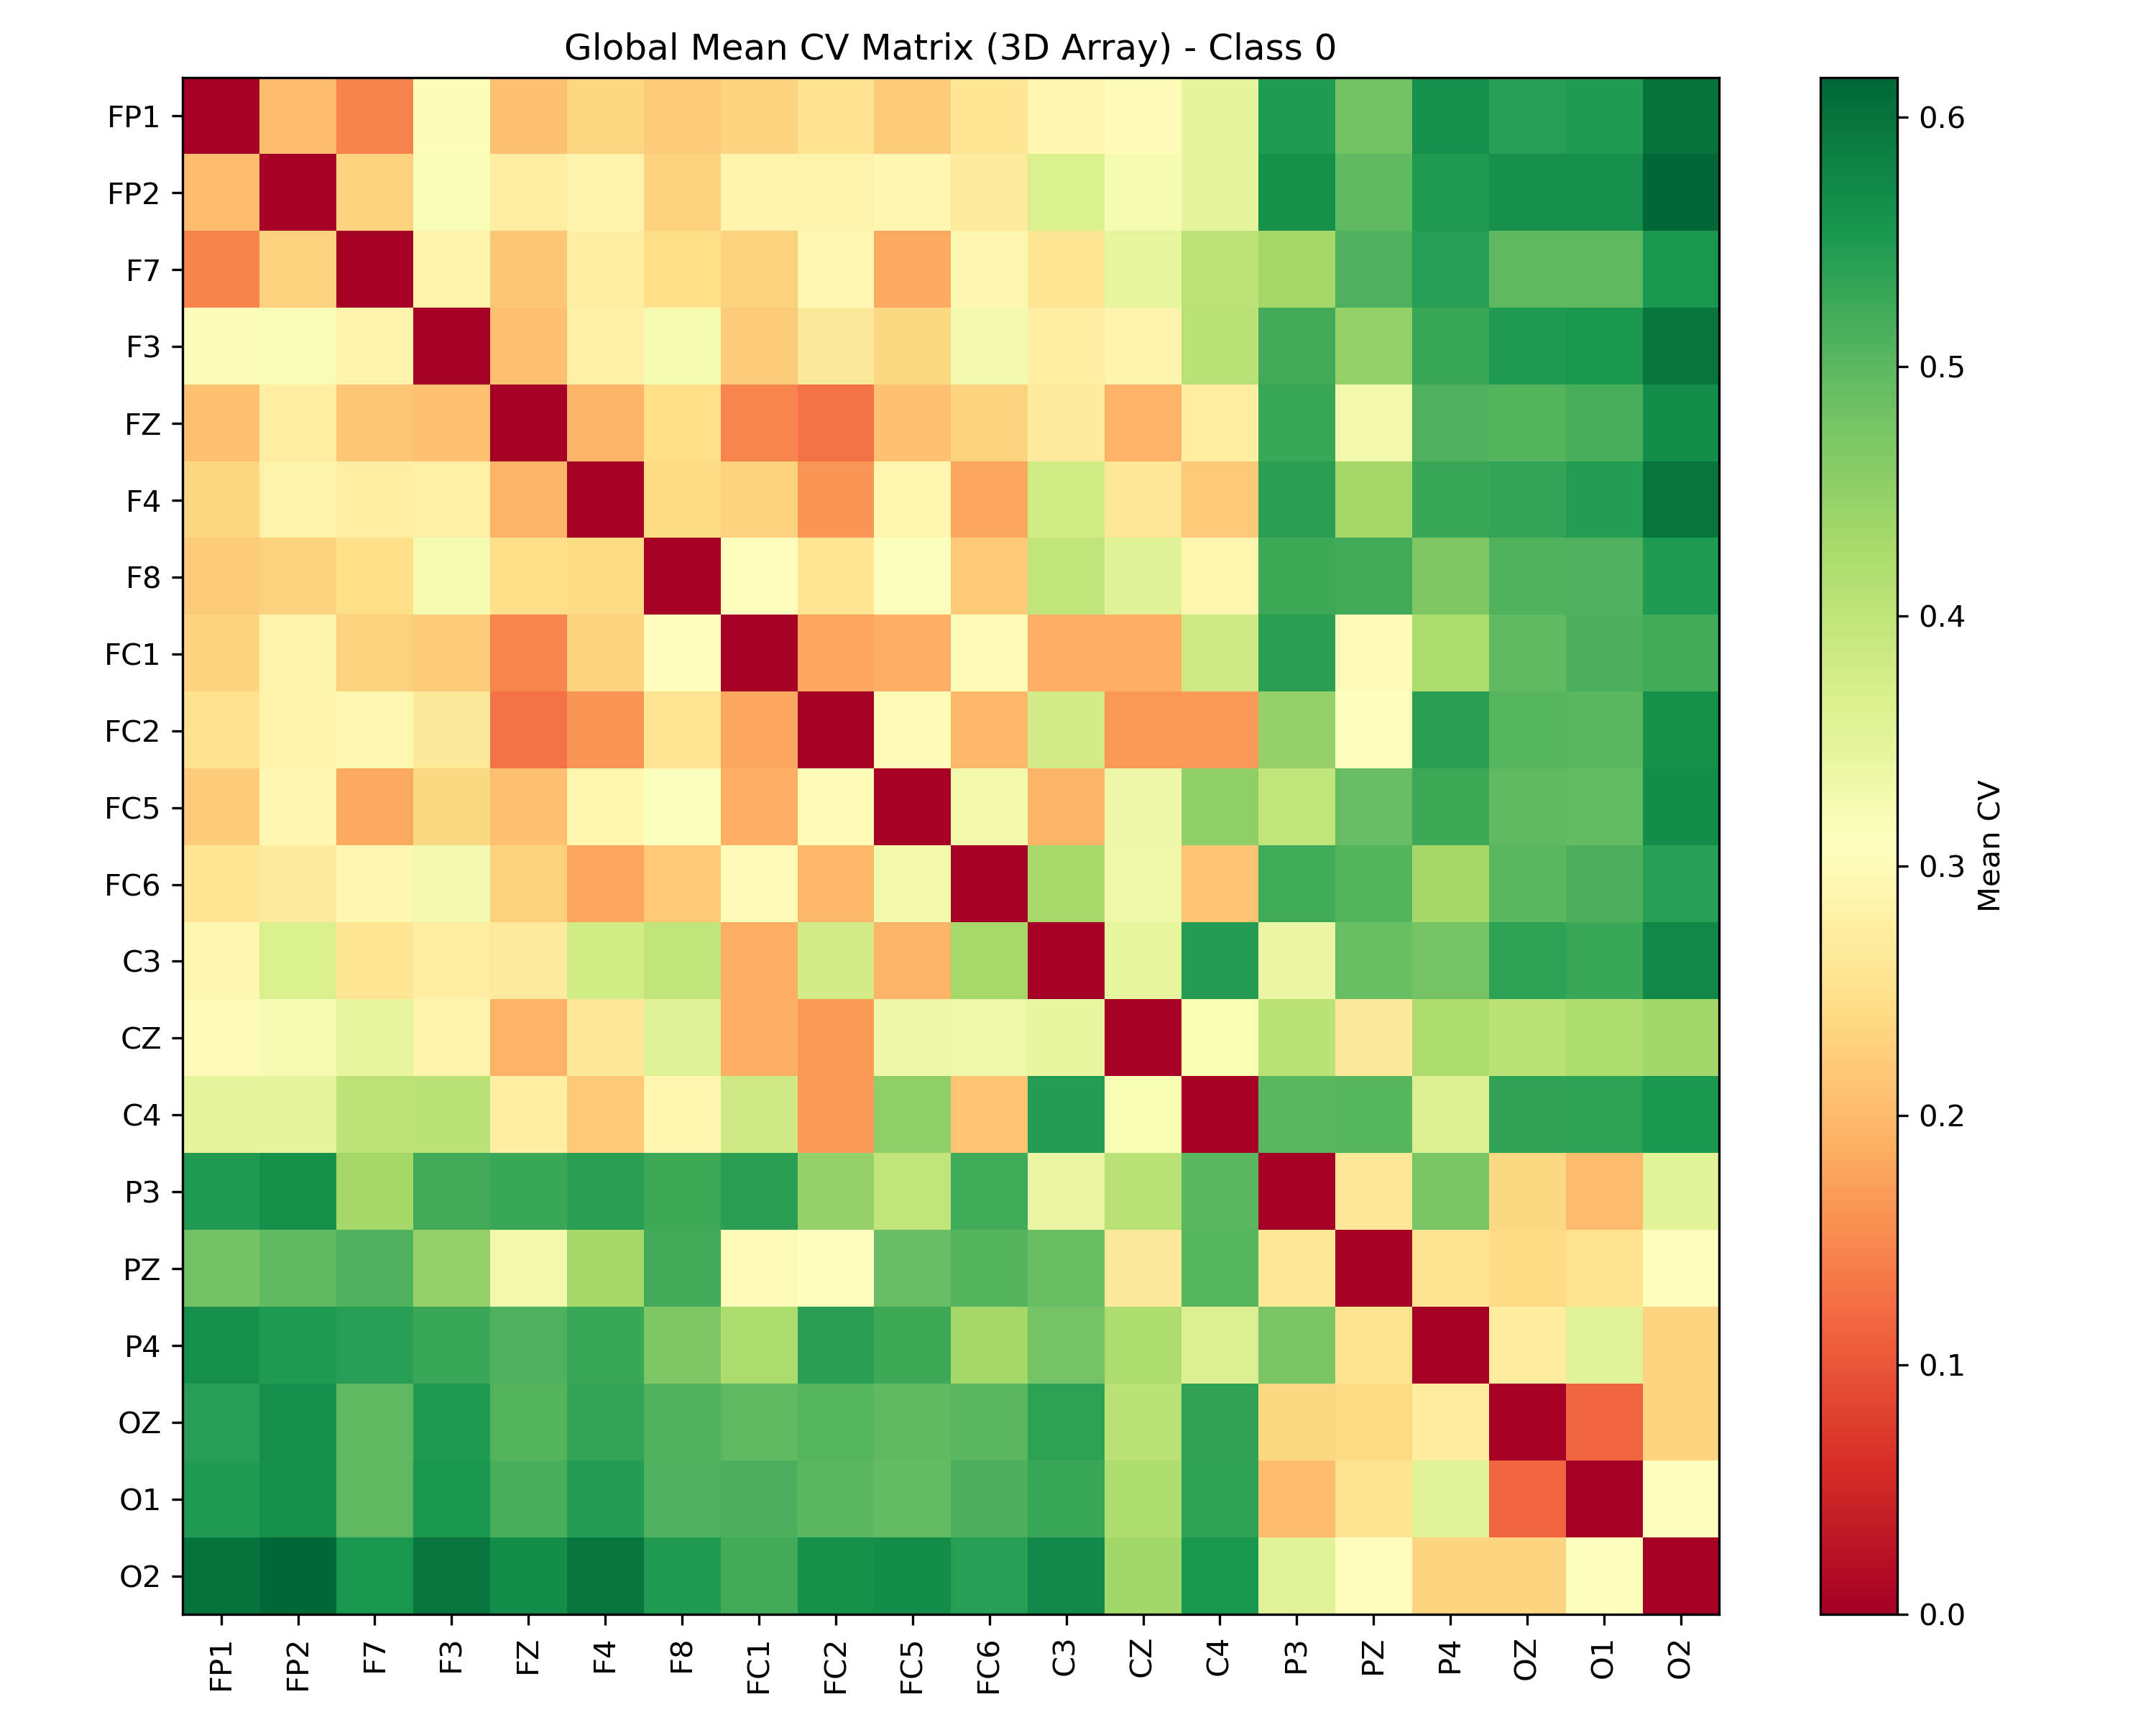 Global Mean CV Matrix (3D Array) - Class 0
FP1
FP2
F7
F3
FZ
F4
F8
FC1
FC2
FC5
FC6
C3
CZ
C4
P3
PZ
P4
OZ
O1
O2
FP1
FP2
F7
F3
FZ
F4
F8
FC1
FC2
FC5
FC6
C3
CZ
C4
P3
PZ
P4
OZ
O1
O2
0.6
0.5
0.4
0.3
0.2
0.1
0.0
Mean CV